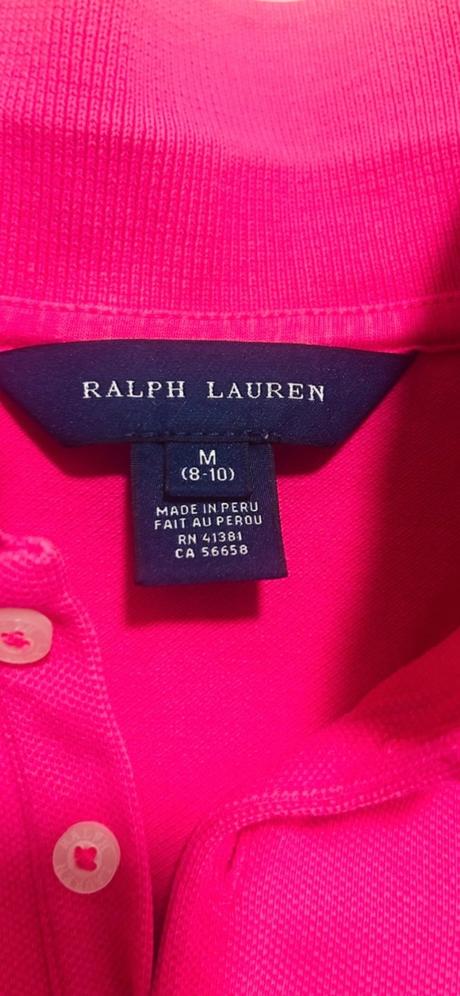 RALPH LAUREN
M
(8-10)
MADE IN PERU
FAIT AU PEROU
RN 41381
CA 56658